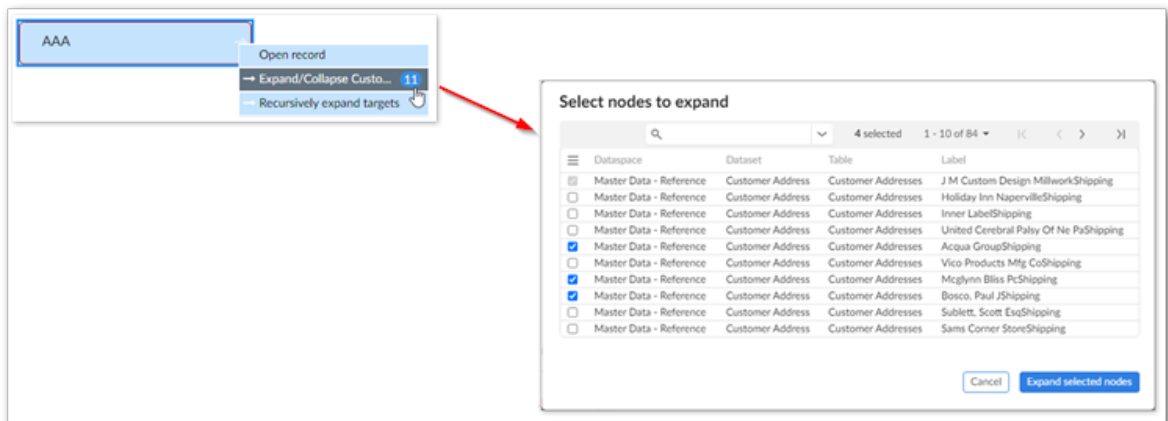 AAA
Open record
Expand/Collapse Custo... 11
Recursively expand targets
Select nodes to expand
4 selected 1 - 10 of 84
Dataspace Dataset Table Label
Master Data - Reference Customer Address Customer Addresses J M Custom Design MillworkShipping
Master Data - Reference Customer Address Customer Addresses Holiday Inn NapervilleShipping
Master Data - Reference Customer Address Customer Addresses Inner LabelShipping
Master Data - Reference Customer Address Customer Addresses United Cerebral Palsy Of Ne PaShipping
Master Data - Reference Customer Address Customer Addresses Acqua GroupShipping
Master Data - Reference Customer Address Customer Addresses Vico Products Mfg CoShipping
Master Data - Reference Customer Address Customer Addresses Mcglynn Bliss PcShipping
Master Data - Reference Customer Address Customer Addresses Bosco, Paul JShipping
Master Data - Reference Customer Address Customer Addresses Sublett, Scott EsqShipping
Master Data - Reference Customer Address Customer Addresses Sams Corner StoreShipping
Cancel Expand selected nodes